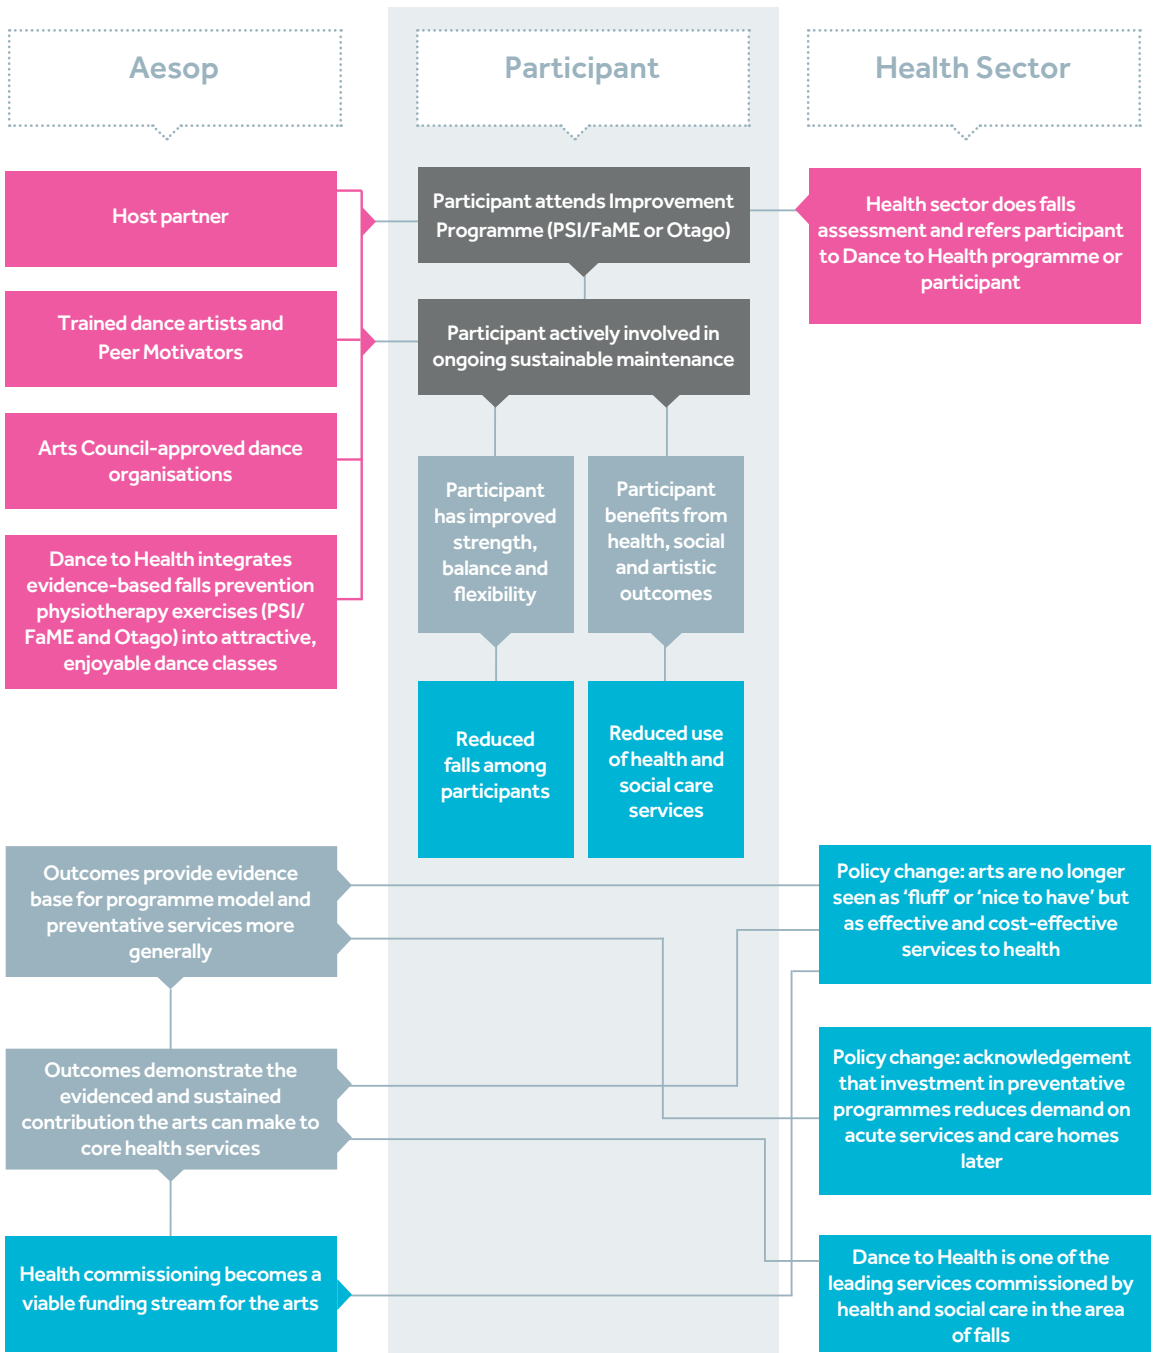 Aesop
Participant
Health Sector
Host partner
Trained dance artists and
Peer Motivators
Arts Council-approved dance
organisations
Dance to Health integrates
evidence-based falls prevention
physiotherapy exercises (PSI/
FaME and Otago) into attractive,
enjoyable dance classes
Participant attends Improvement
Programme (PSI/FaME or Otago)
Participant actively involved in
ongoing sustainable maintenance
Participant
has improved
strength,
balance and
flexibility
Participant
benefits from
health, social
and artistic
outcomes
Reduced
falls among
participants
Reduced use
of health and
social care
services
Health sector does falls
assessment and refers participant
to Dance to Health programme or
participant
Outcomes provide evidence
base for programme model and
preventative services more
generally
Outcomes demonstrate the
evidenced and sustained
contribution the arts can make to
core health services
Health commissioning becomes a
viable funding stream for the arts
Policy change: arts are no longer
seen as ‘fluff’ or ‘nice to have’ but
as effective and cost-effective
services to health
Policy change: acknowledgement
that investment in preventative
programmes reduces demand on
acute services and care homes
later
Dance to Health is one of the
leading services commissioned by
health and social care in the area
of falls